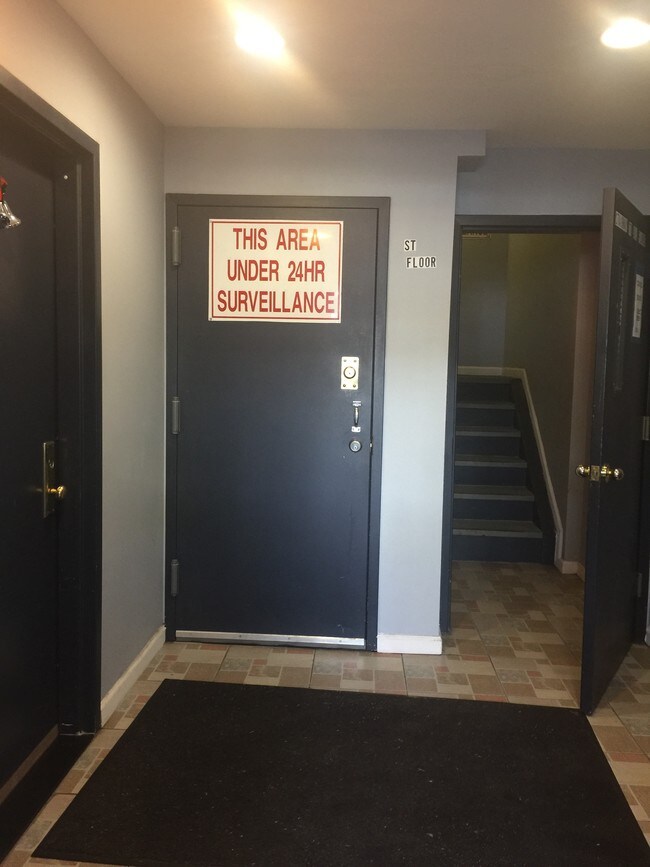 THIS AREA
UNDER 24HR
SURVEILLANCE
ST
FLOOR